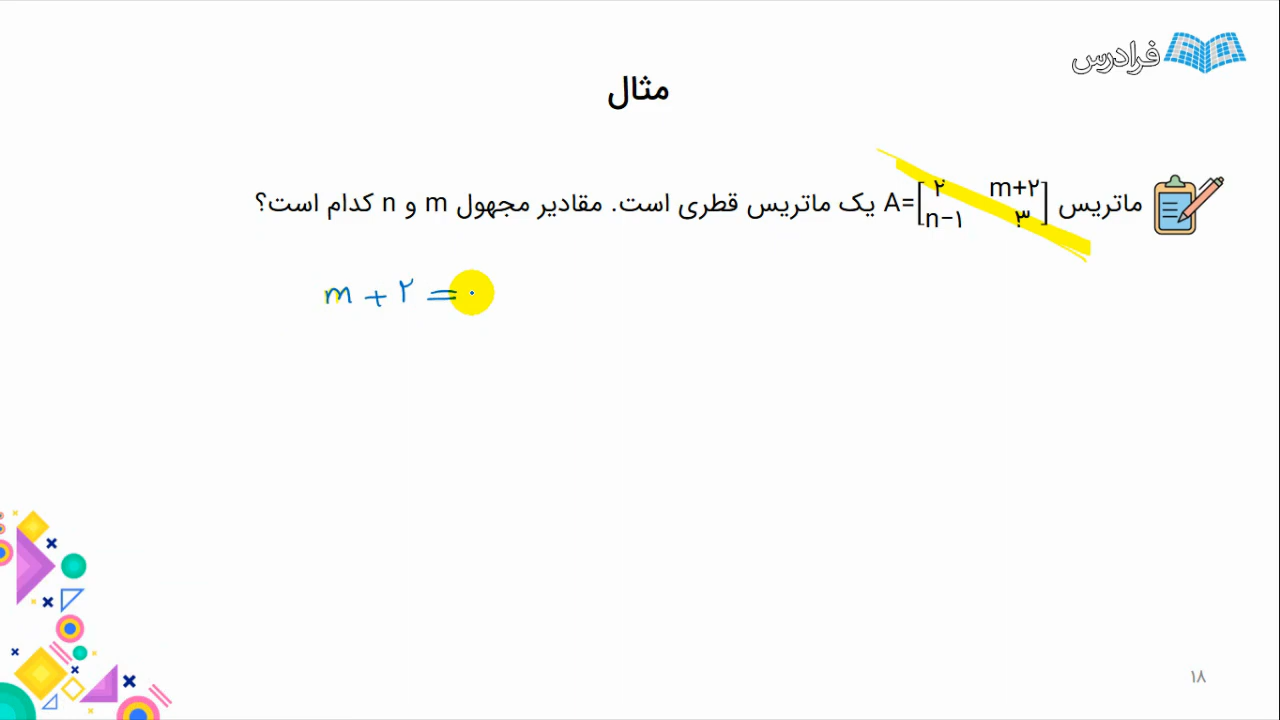 فرادرس
مثال
ماتریس A=[۲ m+۲
n−۱ ۳] یک ماتریس قطری است. مقادیر مجهول m و n کدام است؟
m + ۲ = ۰
۱۸